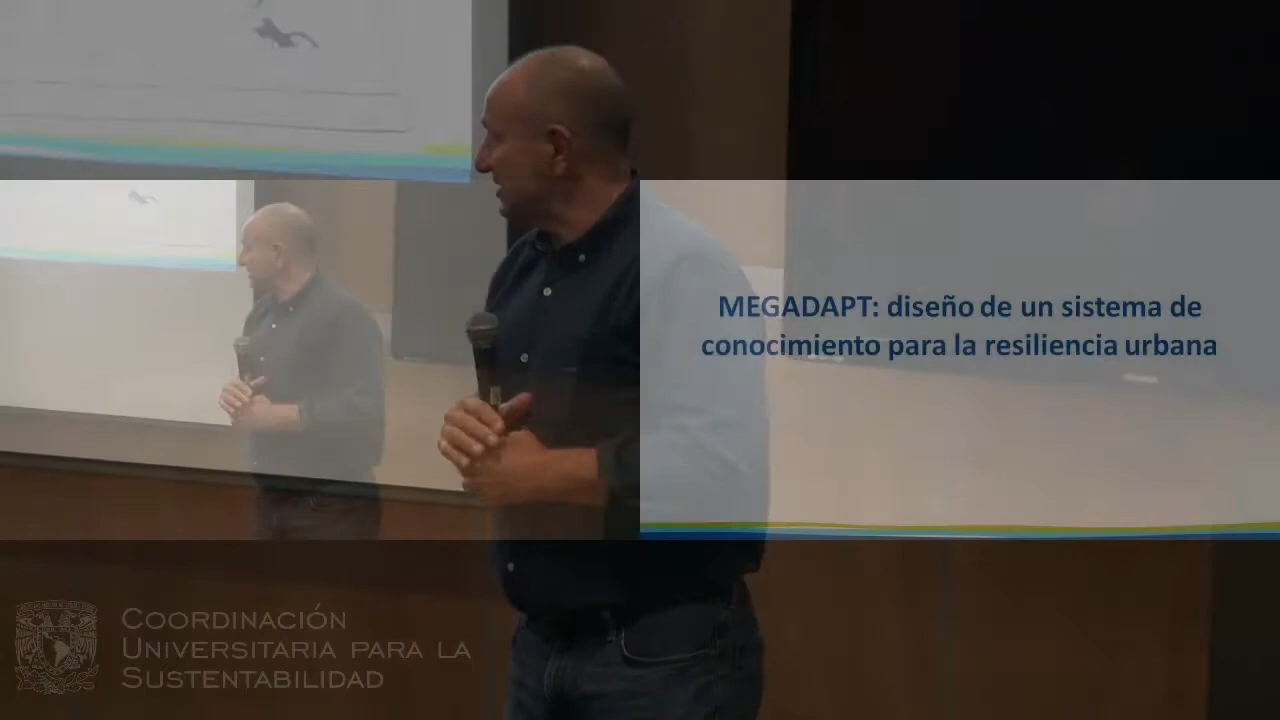 MEGADAPT: diseño de un sistema de
conocimiento para la resiliencia urbana
COORDINACIÓN
UNIVERSITARIA PARA LA
SUSTENTABILIDAD